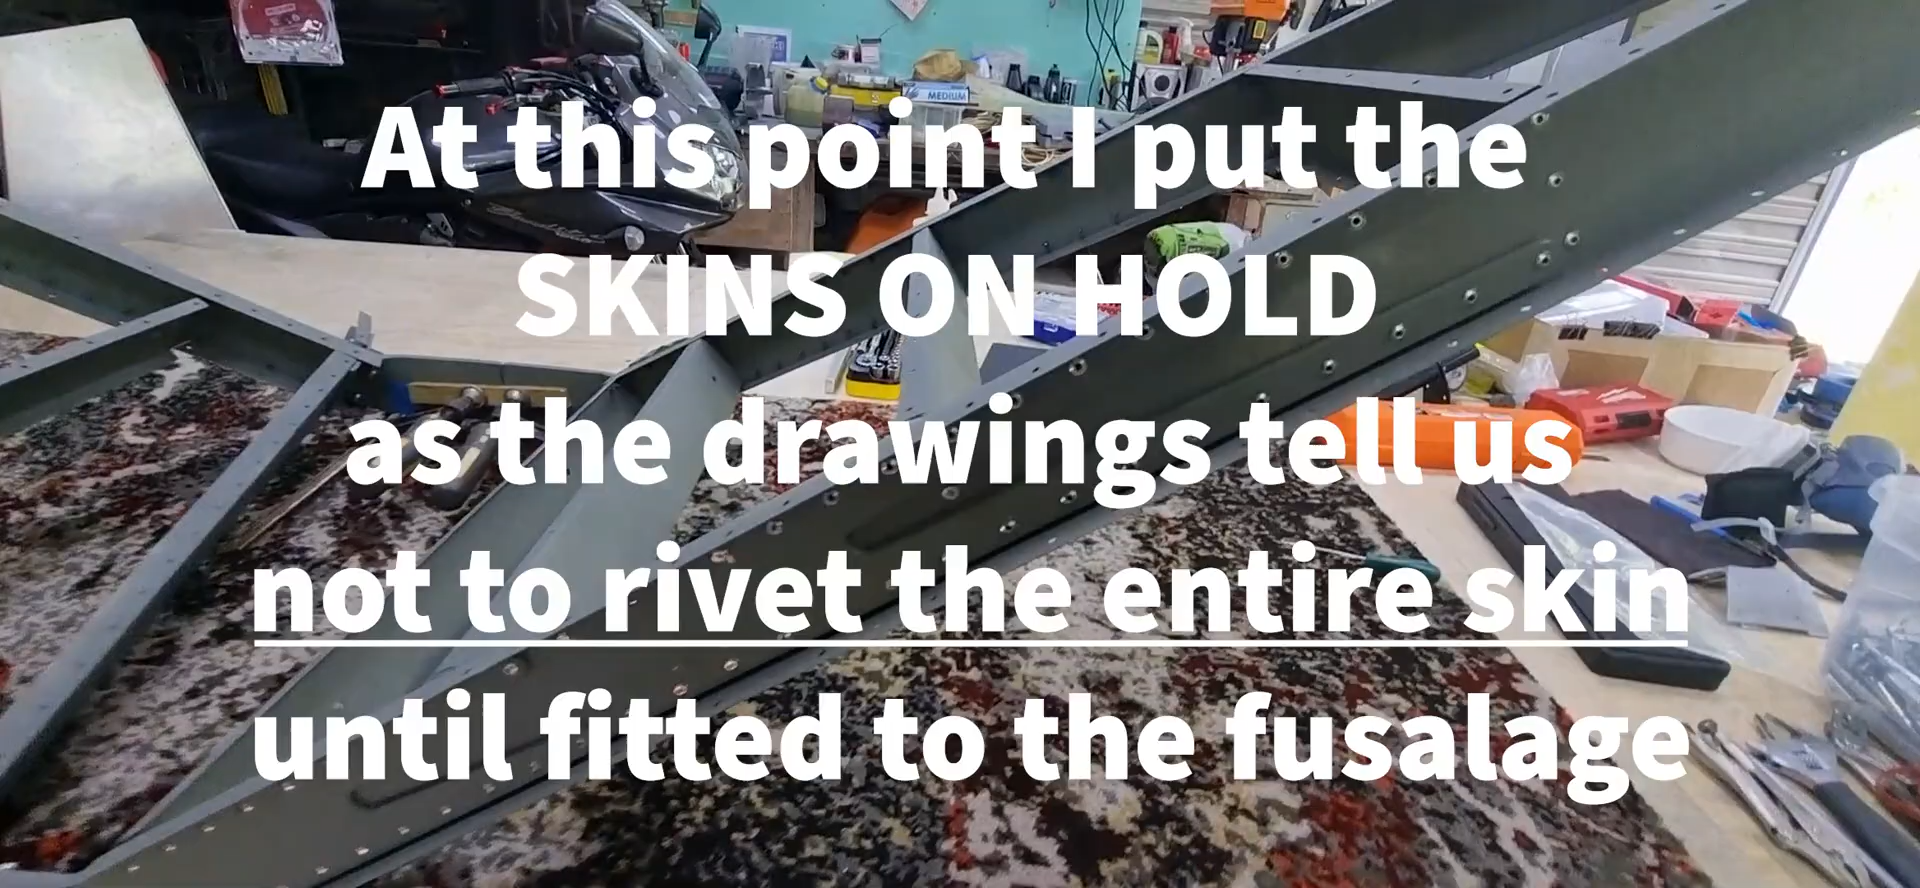 MEDIUM
At this point I put the
SKINS ON HOLD
as the drawings tell us
not to rivet the entire skin
until fitted to the fusalage